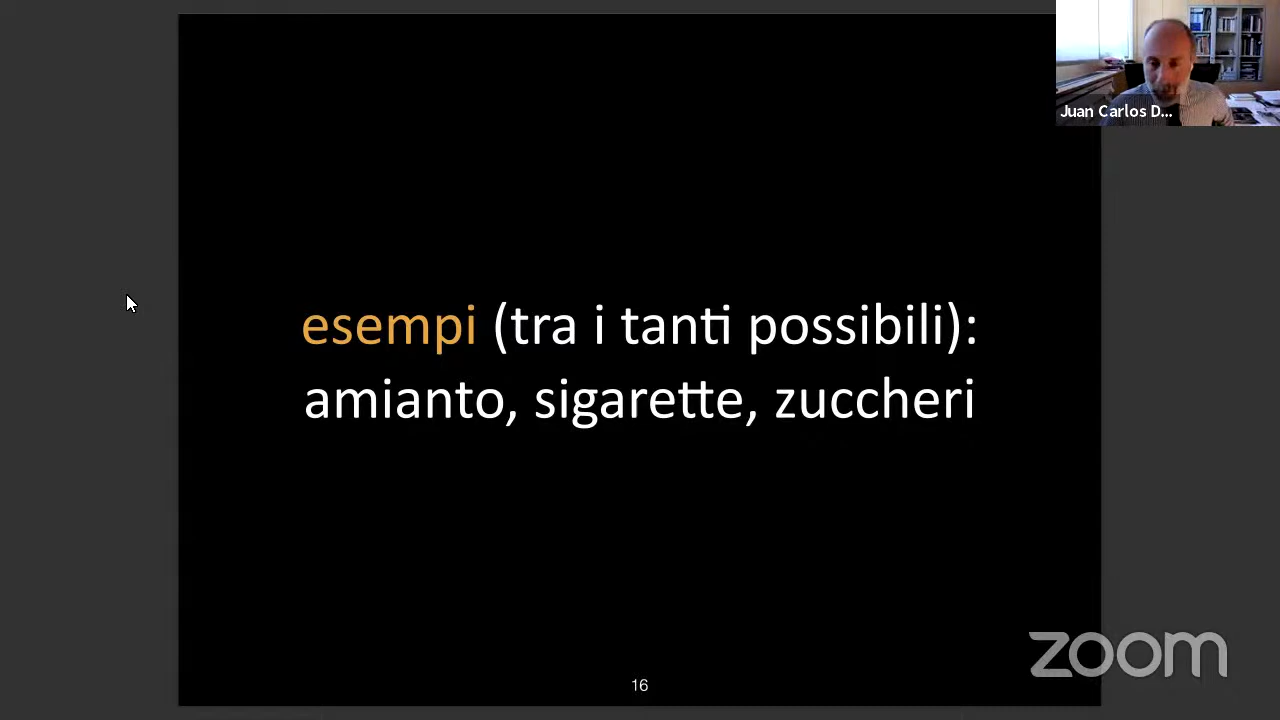 Juan Carlos D...
esempi (tra i tanti possibili):
amianto, sigarette, zuccheri
zoom
16